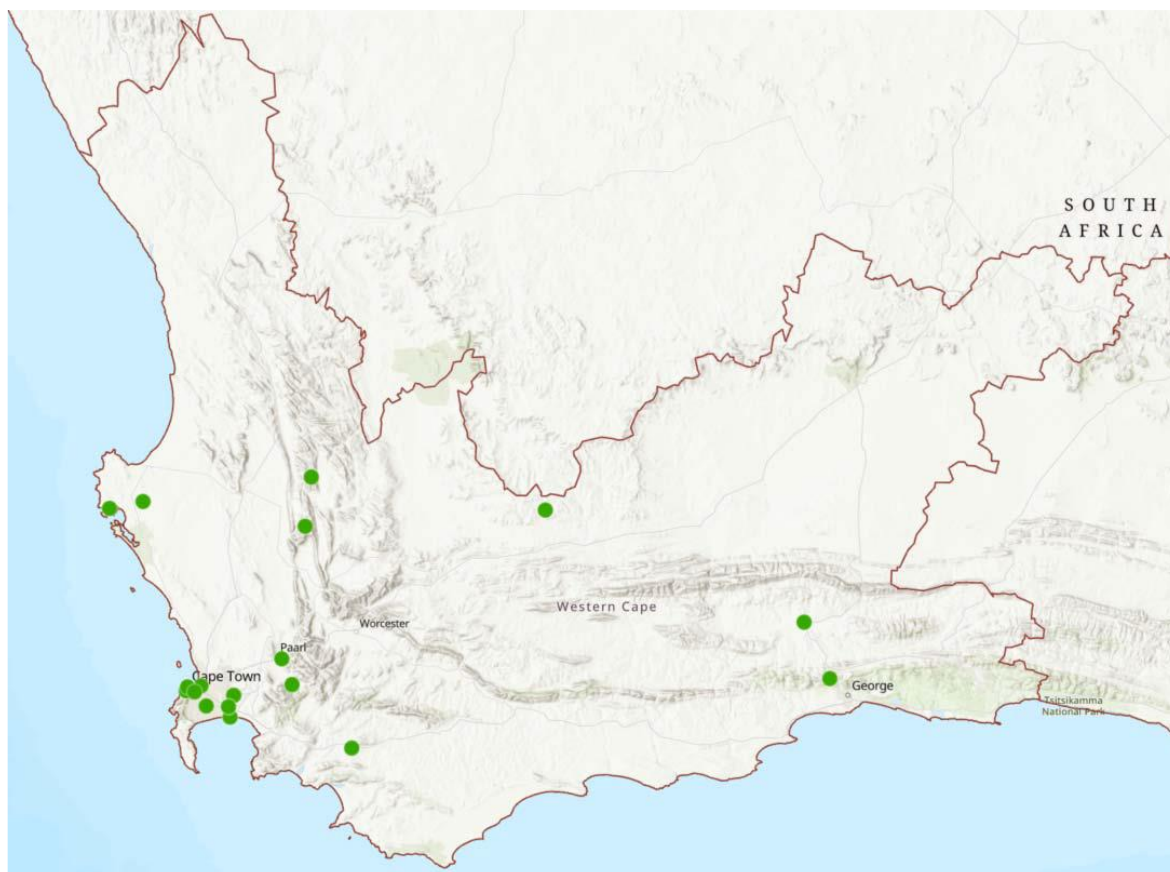 SOUTH
AFRICA
Western Cape
Worcester
Paarl
Cape Town
George
Tsitsikamma
National Park